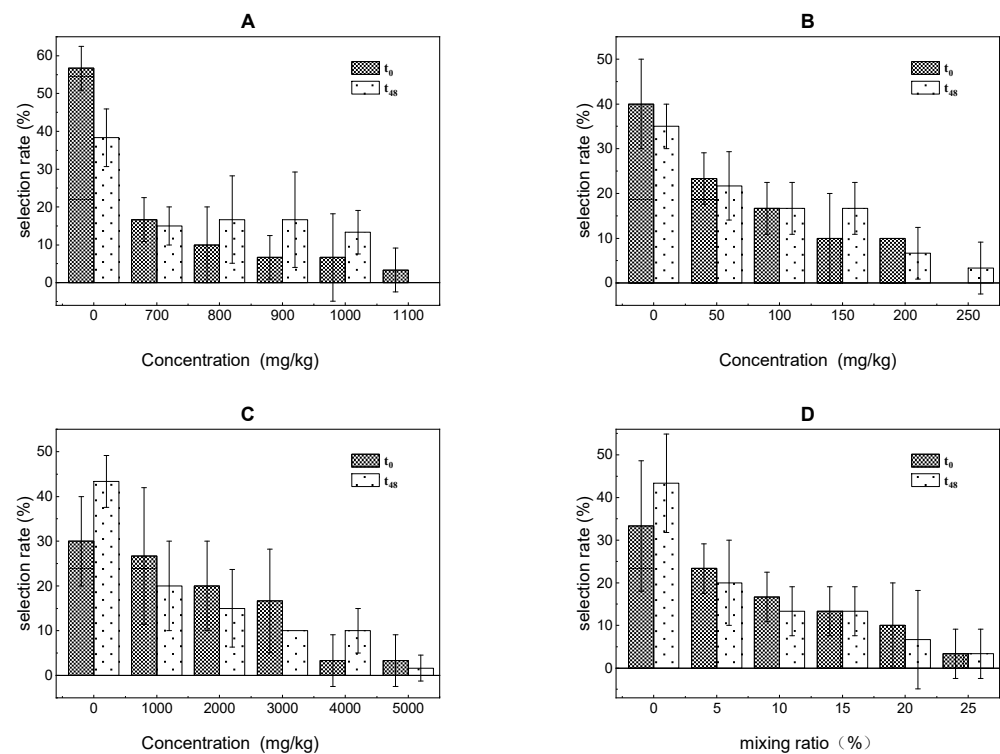 A
selection rate (%)
60
50
40
30
20
10
0
t0
t48
0 700 800 900 1000 1100
Concentration (mg/kg)
B
selection rate (%)
50
40
30
20
10
0
t0
t48
0 50 100 150 200 250
Concentration (mg/kg)
C
selection rate (%)
50
40
30
20
10
0
t0
t48
0 1000 2000 3000 4000 5000
Concentration (mg/kg)
D
selection rate (%)
50
40
30
20
10
0
t0
t48
0 5 10 15 20 25
mixing ratio（%）